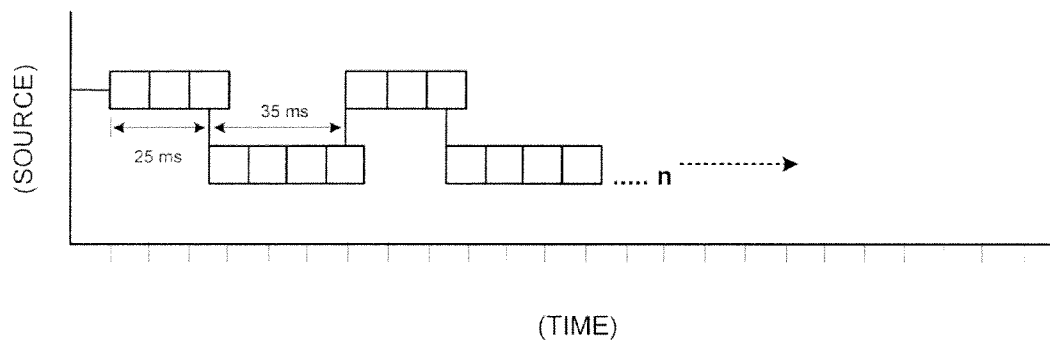 (SOURCE)
35 ms
25 ms
..... n
(TIME)